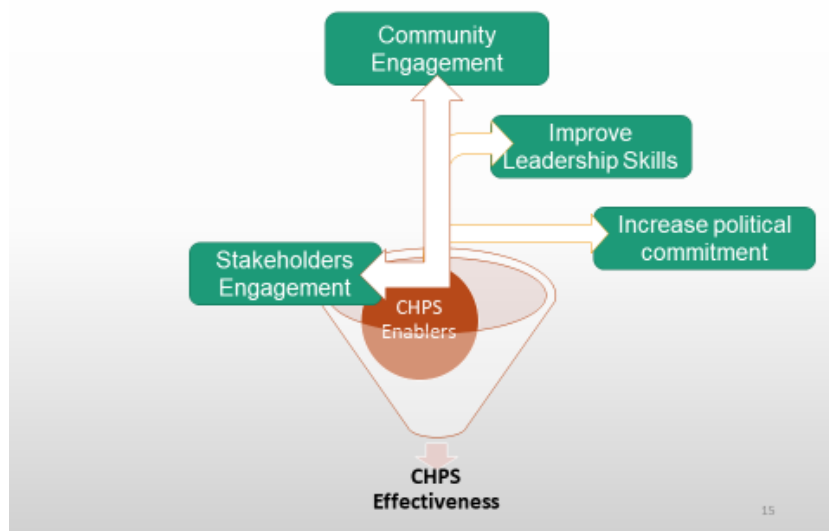 Community
Engagement
Improve
Leadership Skills
Increase political
commitment
Stakeholders
Engagement
CHPS
Enablers
CHPS
Effectiveness
15